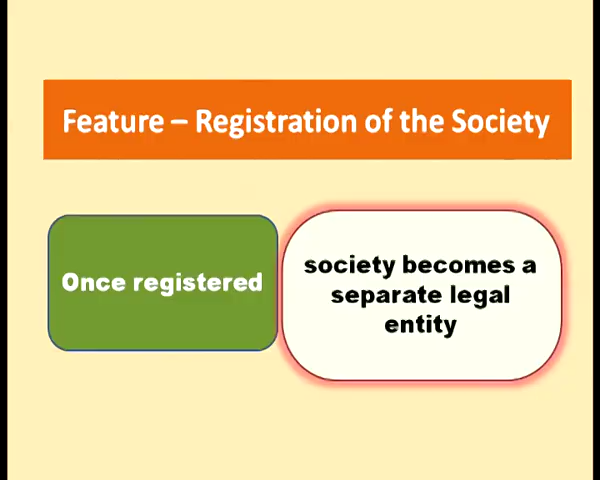 Feature – Registration of the Society
Once registered
society becomes a
separate legal
entity